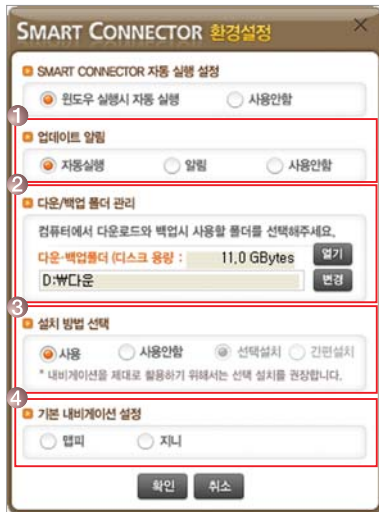 SMART CONNECTOR 환경설정
SMART CONNECTOR 자동 실행 설정
윈도우 실행시 자동 실행 사용안함
1
업데이트 알림
자동실행 알림 사용안함
2
다운/백업 폴더 관리
컴퓨터에서 다운로드와 백업시 사용할 폴더를 선택해주세요.
다운·백업폴더 (디스크 용량 : 11,0 GBytes 열기
D:₩다운 변경
3
설치 방법 선택
사용 사용안함 선택설치 간편설치
* 내비게이션을 제대로 활용하기 위해서는 선택 설치를 권장합니다.
4
기본 내비게이션 설정
맵피 지니
확인 취소